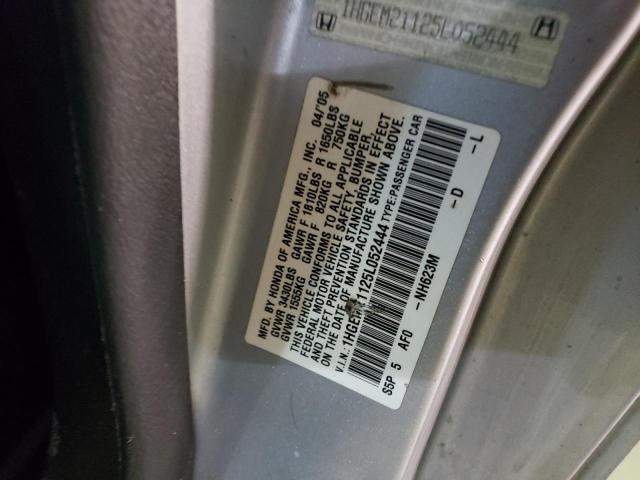 1HGEM21125L052444
MFD. BY HONDA OF AMERICA MFG., INC. 04/'05
GVWR 3430LBS GAWR F 1810LBS R 1650LBS
GVWR 1555KG GAWR F 820KG R 750KG
THIS VEHICLE CONFORMS TO ALL APPLICABLE
FEDERAL MOTOR VEHICLE SAFETY, BUMPER,
AND THEFT PREVENTION STANDARDS IN EFFECT
ON THE DATE OF MANUFACTURE SHOWN ABOVE.
V.I.N.: 1HGEM21125L052444 TYPE:PASSENGER CAR
S5P 5 AF0 -NH623M -D -L